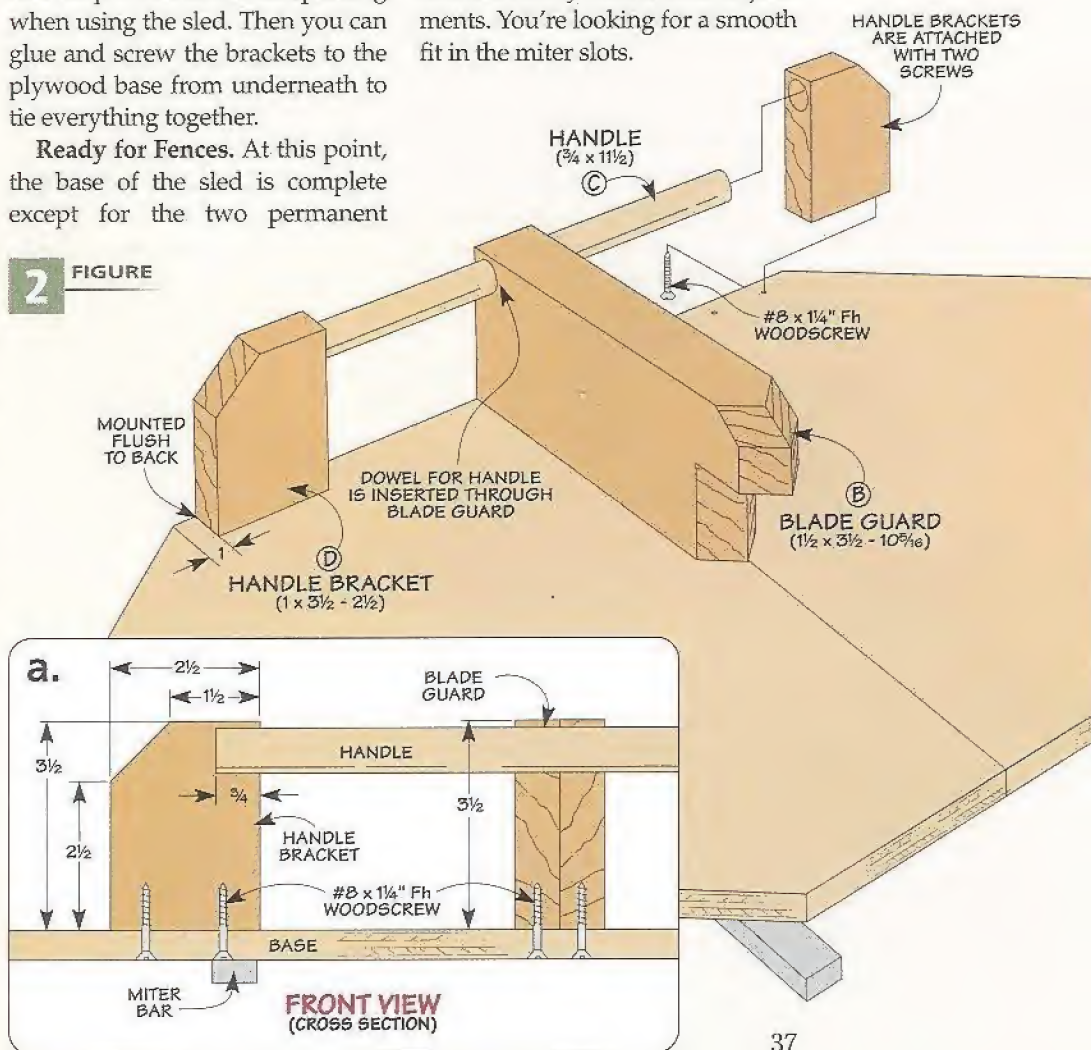 when using the sled. Then you can
glue and screw the brackets to the
plywood base from underneath to
tie everything together.
Ready for Fences. At this point,
the base of the sled is complete
except for the two permanent
ments. You're looking for a smooth
fit in the miter slots.
2 FIGURE
HANDLE BRACKETS
ARE ATTACHED
WITH TWO
SCREWS
HANDLE
(¾ x 11½)
C
#8 x 1¼" Fh
WOODSCREW
MOUNTED
FLUSH
TO BACK
DOWEL FOR HANDLE
IS INSERTED THROUGH
BLADE GUARD
B
BLADE GUARD
(1½ x 3½ - 10⁵⁄₁₆)
1
D
HANDLE BRACKET
(1 x 3½ - 2½)
a.
2½
1½
BLADE
GUARD
HANDLE
3½
¾
3½
2½
HANDLE
BRACKET
#8 x 1¼" Fh
WOODSCREW
BASE
MITER
BAR
FRONT VIEW
(CROSS SECTION)
37